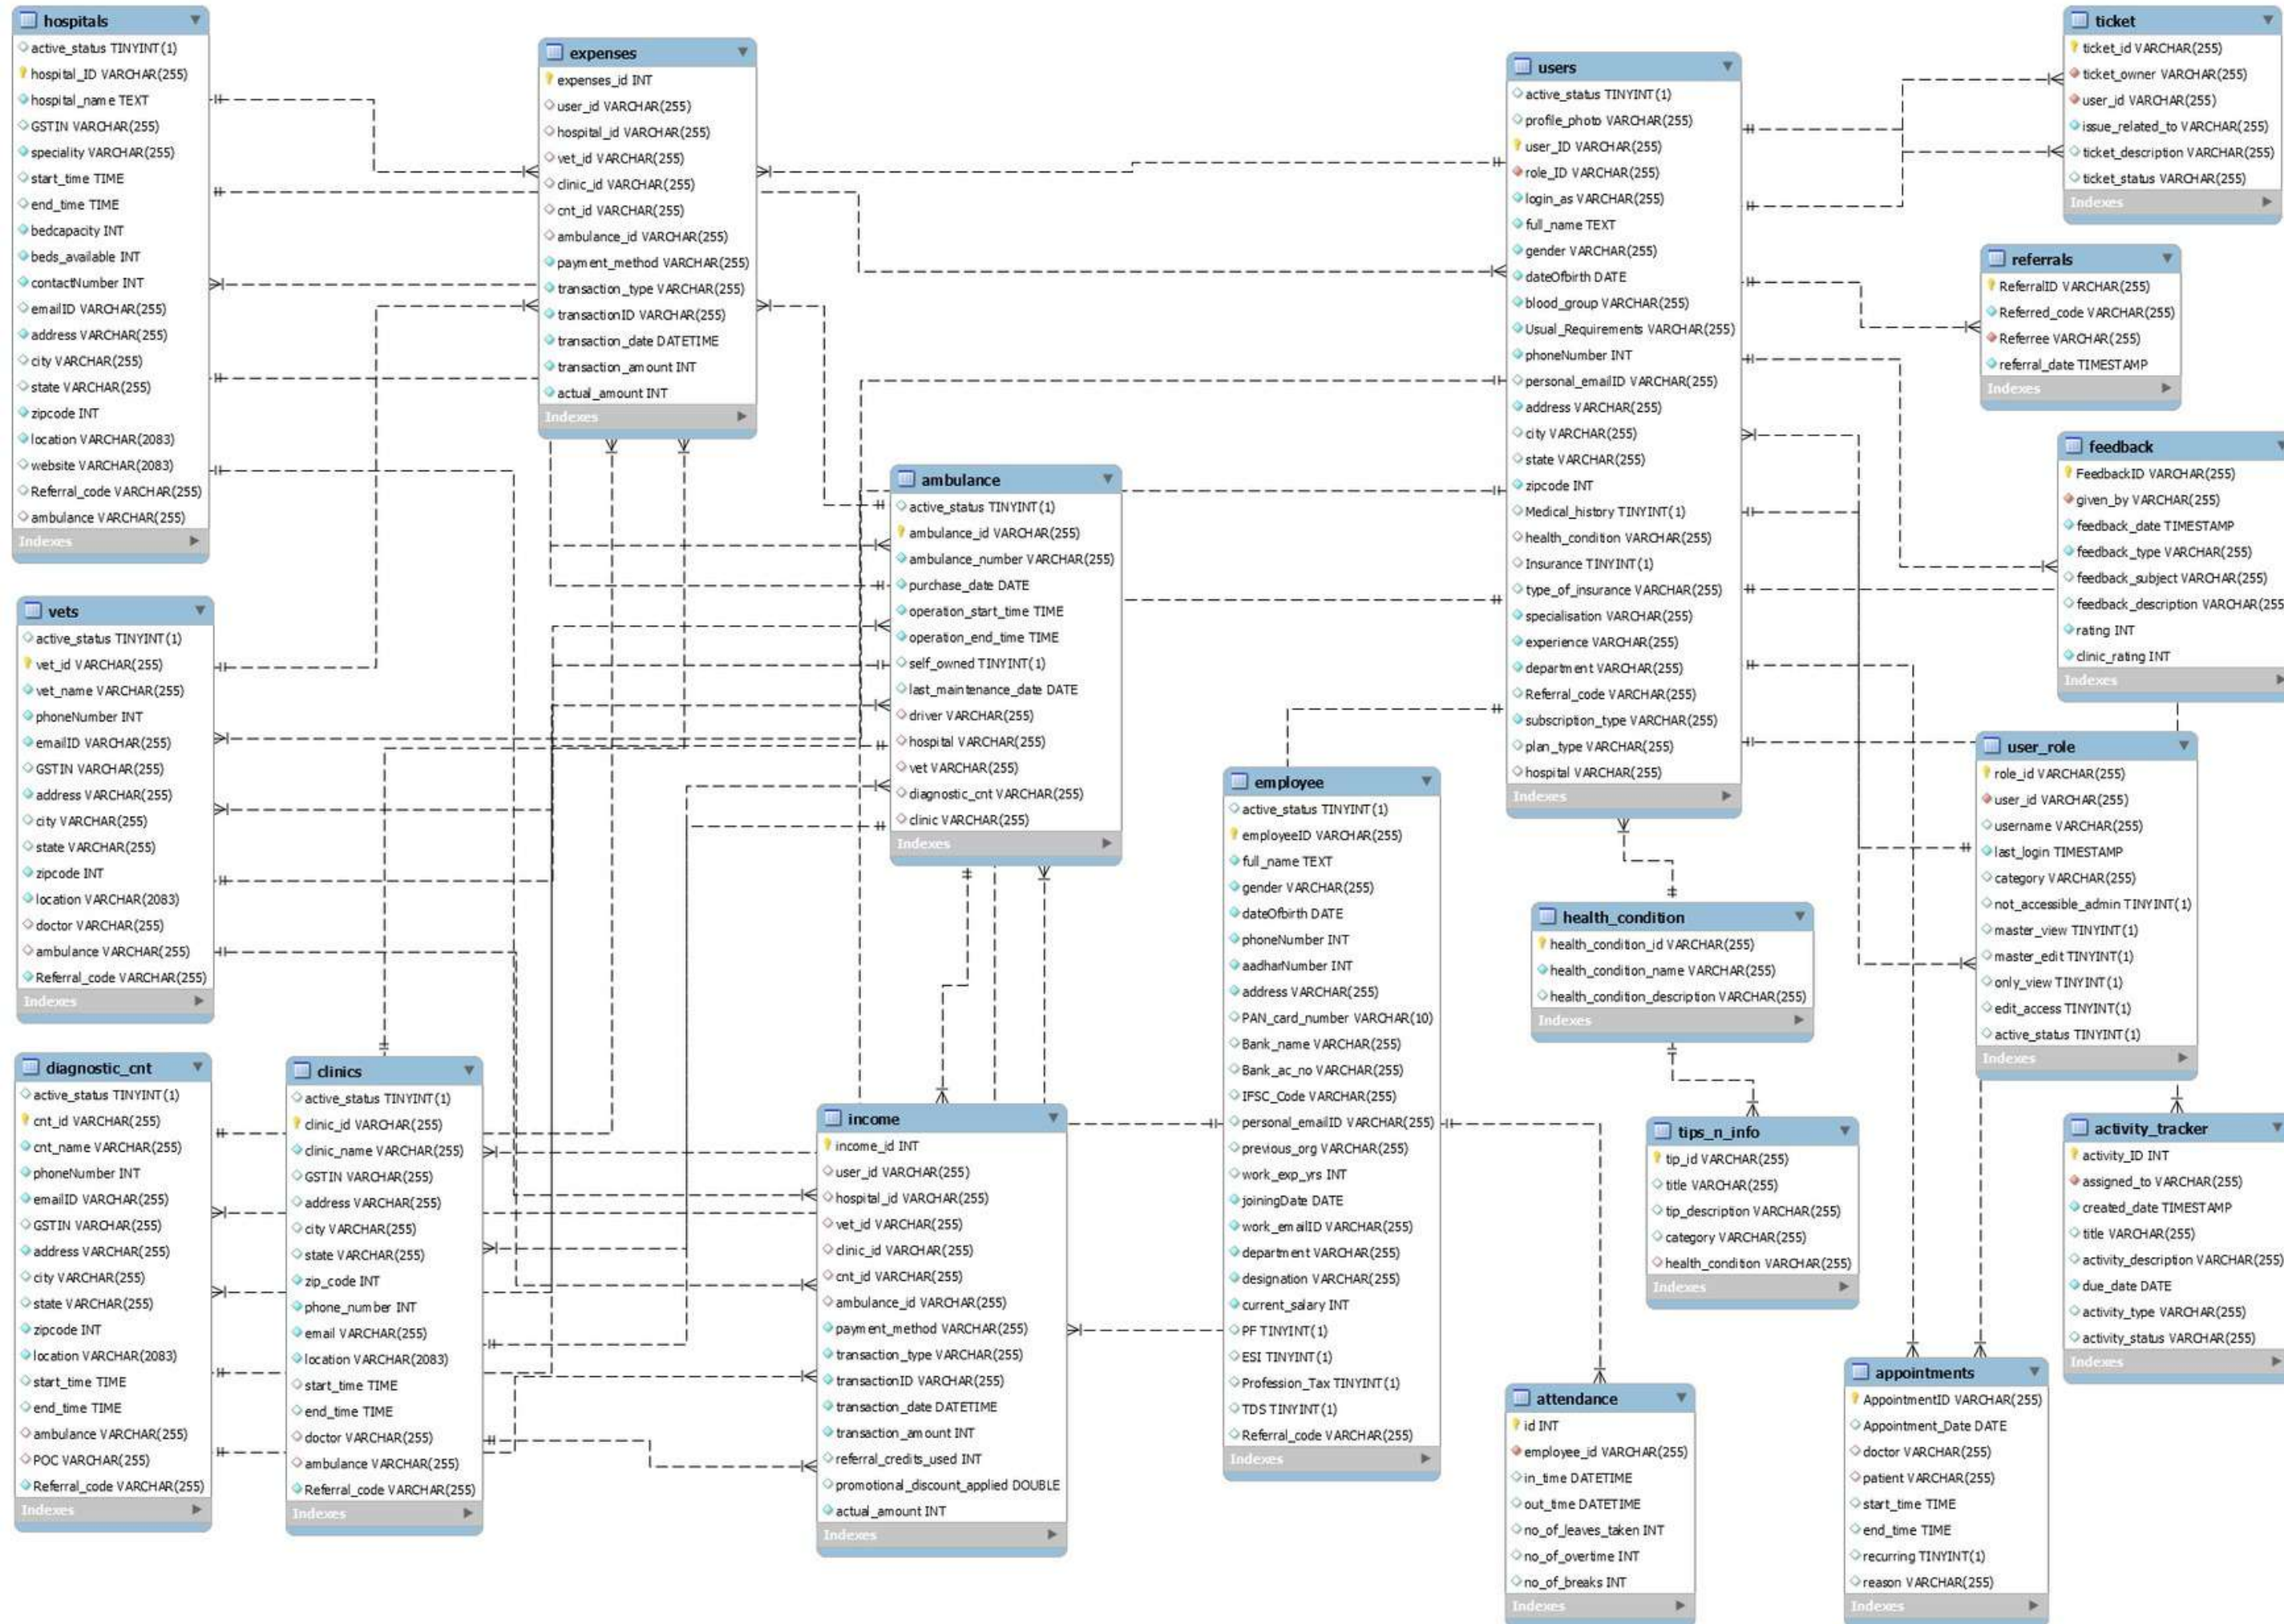 hospitals
active_status TINYINT(1)
hospital_ID VARCHAR(255)
hospital_name TEXT
GSTIN VARCHAR(255)
speciality VARCHAR(255)
start_time TIME
end_time TIME
bedcapacity INT
beds_available INT
contactNumber INT
emailID VARCHAR(255)
address VARCHAR(255)
city VARCHAR(255)
state VARCHAR(255)
zipcode INT
location VARCHAR(2083)
website VARCHAR(2083)
Referral_code VARCHAR(255)
ambulance VARCHAR(255)
Indexes
expenses
expenses_id INT
user_id VARCHAR(255)
hospital_id VARCHAR(255)
vet_id VARCHAR(255)
clinic_id VARCHAR(255)
cnt_id VARCHAR(255)
ambulance_id VARCHAR(255)
payment_method VARCHAR(255)
transaction_type VARCHAR(255)
transactionID VARCHAR(255)
transaction_date DATETIME
transaction_amount INT
actual_amount INT
Indexes
users
active_status TINYINT(1)
profile_photo VARCHAR(255)
user_ID VARCHAR(255)
role_ID VARCHAR(255)
login_as VARCHAR(255)
full_name TEXT
gender VARCHAR(255)
dateOfbirth DATE
blood_group VARCHAR(255)
Usual_Requirements VARCHAR(255)
phoneNumber INT
personal_emailID VARCHAR(255)
address VARCHAR(255)
city VARCHAR(255)
state VARCHAR(255)
zipcode INT
Medical_history TINYINT(1)
health_condition VARCHAR(255)
Insurance TINYINT(1)
type_of_insurance VARCHAR(255)
specialisation VARCHAR(255)
experience VARCHAR(255)
department VARCHAR(255)
Referral_code VARCHAR(255)
subscription_type VARCHAR(255)
plan_type VARCHAR(255)
hospital VARCHAR(255)
Indexes
ticket
ticket_id VARCHAR(255)
ticket_owner VARCHAR(255)
user_id VARCHAR(255)
issue_related_to VARCHAR(255)
ticket_description VARCHAR(255)
ticket_status VARCHAR(255)
Indexes
referrals
ReferralID VARCHAR(255)
Referred_code VARCHAR(255)
Referree VARCHAR(255)
referral_date TIMESTAMP
Indexes
feedback
FeedbackID VARCHAR(255)
given_by VARCHAR(255)
feedback_date TIMESTAMP
feedback_type VARCHAR(255)
feedback_subject VARCHAR(255)
feedback_description VARCHAR(255
rating INT
clinic_rating INT
Indexes
ambulance
active_status TINYINT(1)
ambulance_id VARCHAR(255)
ambulance_number VARCHAR(255)
purchase_date DATE
operation_start_time TIME
operation_end_time TIME
self_owned TINYINT(1)
last_maintenance_date DATE
driver VARCHAR(255)
hospital VARCHAR(255)
vet VARCHAR(255)
diagnostic_cnt VARCHAR(255)
clinic VARCHAR(255)
Indexes
vets
active_status TINYINT(1)
vet_id VARCHAR(255)
vet_name VARCHAR(255)
phoneNumber INT
emailID VARCHAR(255)
GSTIN VARCHAR(255)
address VARCHAR(255)
city VARCHAR(255)
state VARCHAR(255)
zipcode INT
location VARCHAR(2083)
doctor VARCHAR(255)
ambulance VARCHAR(255)
Referral_code VARCHAR(255)
Indexes
employee
active_status TINYINT(1)
employeeID VARCHAR(255)
full_name TEXT
gender VARCHAR(255)
dateOfbirth DATE
phoneNumber INT
aadharNumber INT
address VARCHAR(255)
PAN_card_number VARCHAR(10)
Bank_name VARCHAR(255)
Bank_ac_no VARCHAR(255)
IFSC_Code VARCHAR(255)
personal_emailID VARCHAR(255)
previous_org VARCHAR(255)
work_exp_yrs INT
joiningDate DATE
work_emailID VARCHAR(255)
department VARCHAR(255)
designation VARCHAR(255)
current_salary INT
PF TINYINT(1)
ESI TINYINT(1)
Profession_Tax TINYINT(1)
TDS TINYINT(1)
Referral_code VARCHAR(255)
Indexes
user_role
role_id VARCHAR(255)
user_id VARCHAR(255)
username VARCHAR(255)
last_login TIMESTAMP
category VARCHAR(255)
not_accessible_admin TINYINT(1)
master_view TINYINT(1)
master_edit TINYINT(1)
only_view TINYINT(1)
edit_access TINYINT(1)
active_status TINYINT(1)
Indexes
health_condition
health_condition_id VARCHAR(255)
health_condition_name VARCHAR(255)
health_condition_description VARCHAR(255)
Indexes
diagnostic_cnt
active_status TINYINT(1)
cnt_id VARCHAR(255)
cnt_name VARCHAR(255)
phoneNumber INT
emailID VARCHAR(255)
GSTIN VARCHAR(255)
address VARCHAR(255)
city VARCHAR(255)
state VARCHAR(255)
zipcode INT
location VARCHAR(2083)
start_time TIME
end_time TIME
ambulance VARCHAR(255)
POC VARCHAR(255)
Referral_code VARCHAR(255)
Indexes
clinics
active_status TINYINT(1)
clinic_id VARCHAR(255)
clinic_name VARCHAR(255)
GSTIN VARCHAR(255)
address VARCHAR(255)
city VARCHAR(255)
state VARCHAR(255)
zip_code INT
phone_number INT
email VARCHAR(255)
location VARCHAR(2083)
start_time TIME
end_time TIME
doctor VARCHAR(255)
ambulance VARCHAR(255)
Referral_code VARCHAR(255)
Indexes
income
income_id INT
user_id VARCHAR(255)
hospital_id VARCHAR(255)
vet_id VARCHAR(255)
clinic_id VARCHAR(255)
cnt_id VARCHAR(255)
ambulance_id VARCHAR(255)
payment_method VARCHAR(255)
transaction_type VARCHAR(255)
transactionID VARCHAR(255)
transaction_date DATETIME
transaction_amount INT
referral_credits_used INT
promotional_discount_applied DOUBLE
actual_amount INT
Indexes
tips_n_info
tip_id VARCHAR(255)
title VARCHAR(255)
tip_description VARCHAR(255)
category VARCHAR(255)
health_condition VARCHAR(255)
Indexes
activity_tracker
activity_ID INT
assigned_to VARCHAR(255)
created_date TIMESTAMP
title VARCHAR(255)
activity_description VARCHAR(255)
due_date DATE
activity_type VARCHAR(255)
activity_status VARCHAR(255)
Indexes
attendance
id INT
employee_id VARCHAR(255)
in_time DATETIME
out_time DATETIME
no_of_leaves_taken INT
no_of_overtime INT
no_of_breaks INT
Indexes
appointments
AppointmentID VARCHAR(255)
Appointment_Date DATE
doctor VARCHAR(255)
patient VARCHAR(255)
start_time TIME
end_time TIME
recurring TINYINT(1)
reason VARCHAR(255)
Indexes